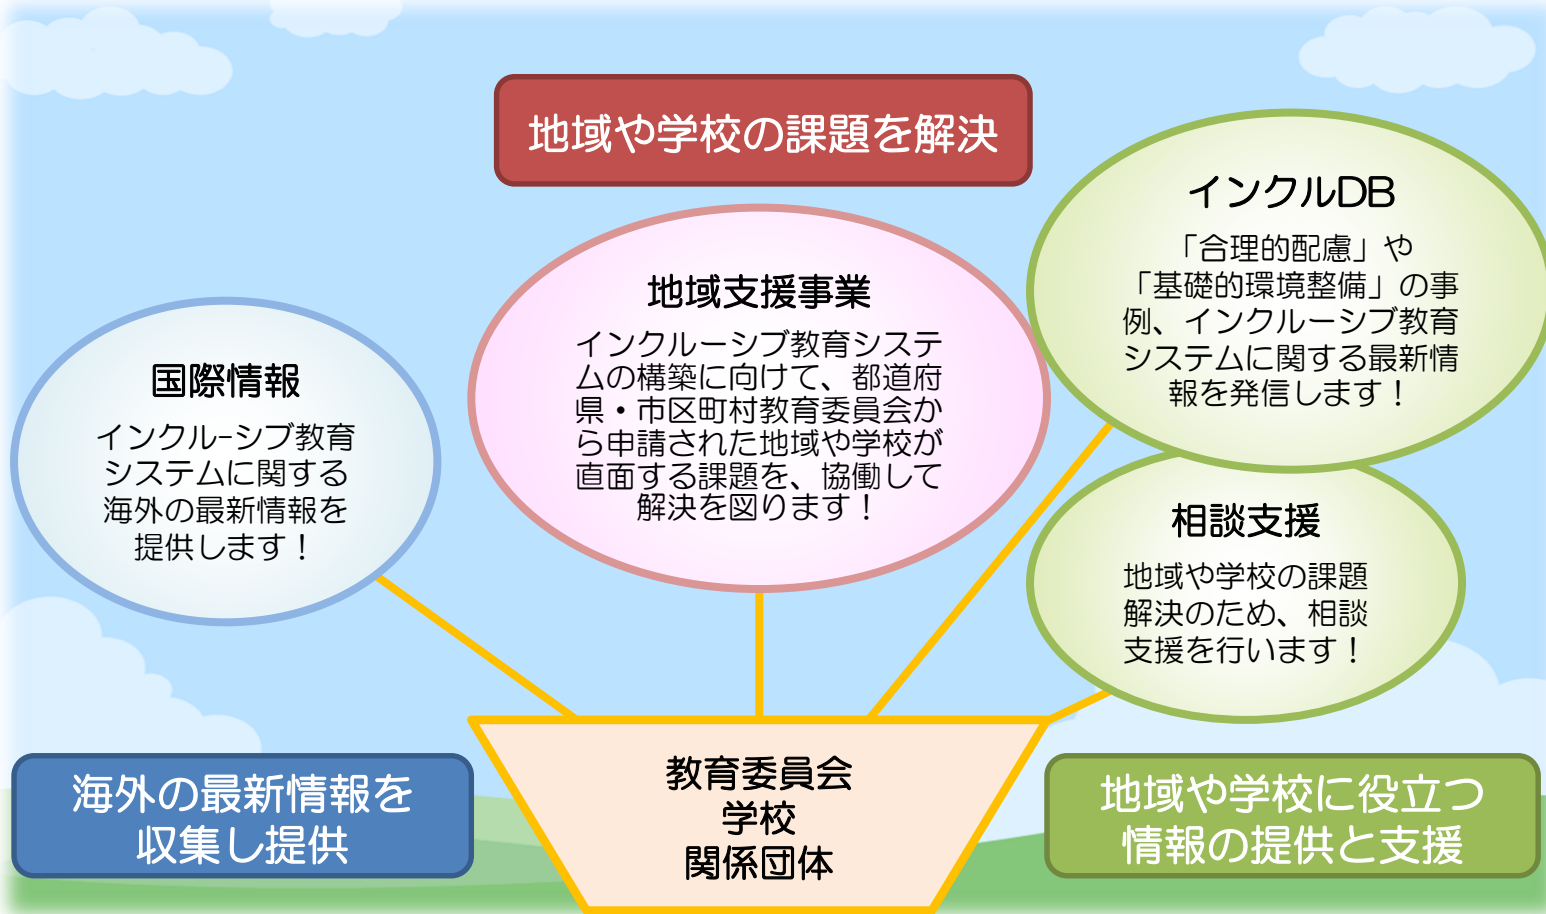 地域や学校の課題を解決
インクルDB
「合理的配慮」や
「基礎的環境整備」の事
例、インクルーシブ教育
システムに関する最新情
報を発信します！
地域支援事業
インクルーシブ教育システ
ムの構築に向けて、都道府
県・市区町村教育委員会か
ら申請された地域や学校が
直面する課題を、協働して
解決を図ります！
国際情報
インクル-シブ教育
システムに関する
海外の最新情報を
提供します！
相談支援
地域や学校の課題
解決のため、相談
支援を行います！
海外の最新情報を
収集し提供
教育委員会
学校
関係団体
地域や学校に役立つ
情報の提供と支援